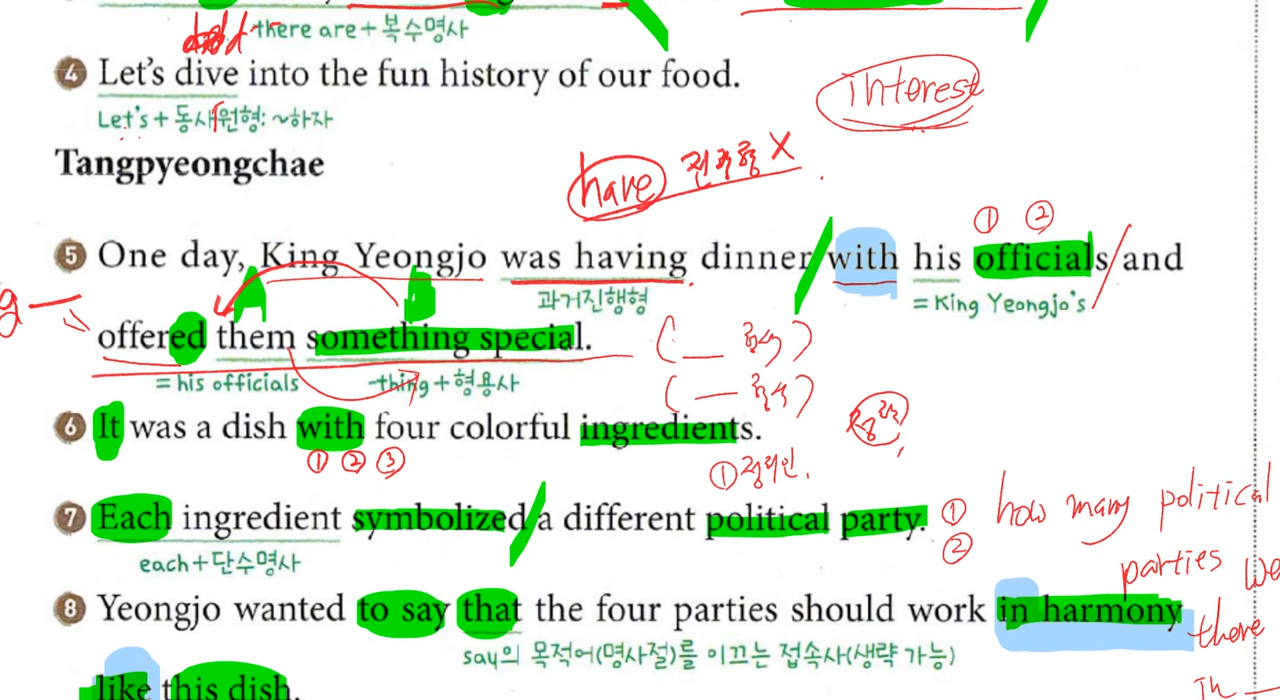 there are + 복수명사
④ Let's dive into the fun history of our food.
interest
Let's + 동사원형: ~하자
Tangpyeongchae
have 진주형 X
① ②
⑤ One day, King Yeongjo was having dinner with his officials / and
과거진행형 = King Yeongjo's
offered them something special.
= his officials -thing + 형용사
⑥ It was a dish with four colorful ingredients.
① ② ③
① 정치인.
⑦ Each ingredient symbolized / a different political party.
① how many political
②
parties we
there
in
each + 단수명사
⑧ Yeongjo wanted to say that the four parties should work in harmony
say의 목적어(명사절)를 이끄는 접속사(생략 가능)
like this dish.